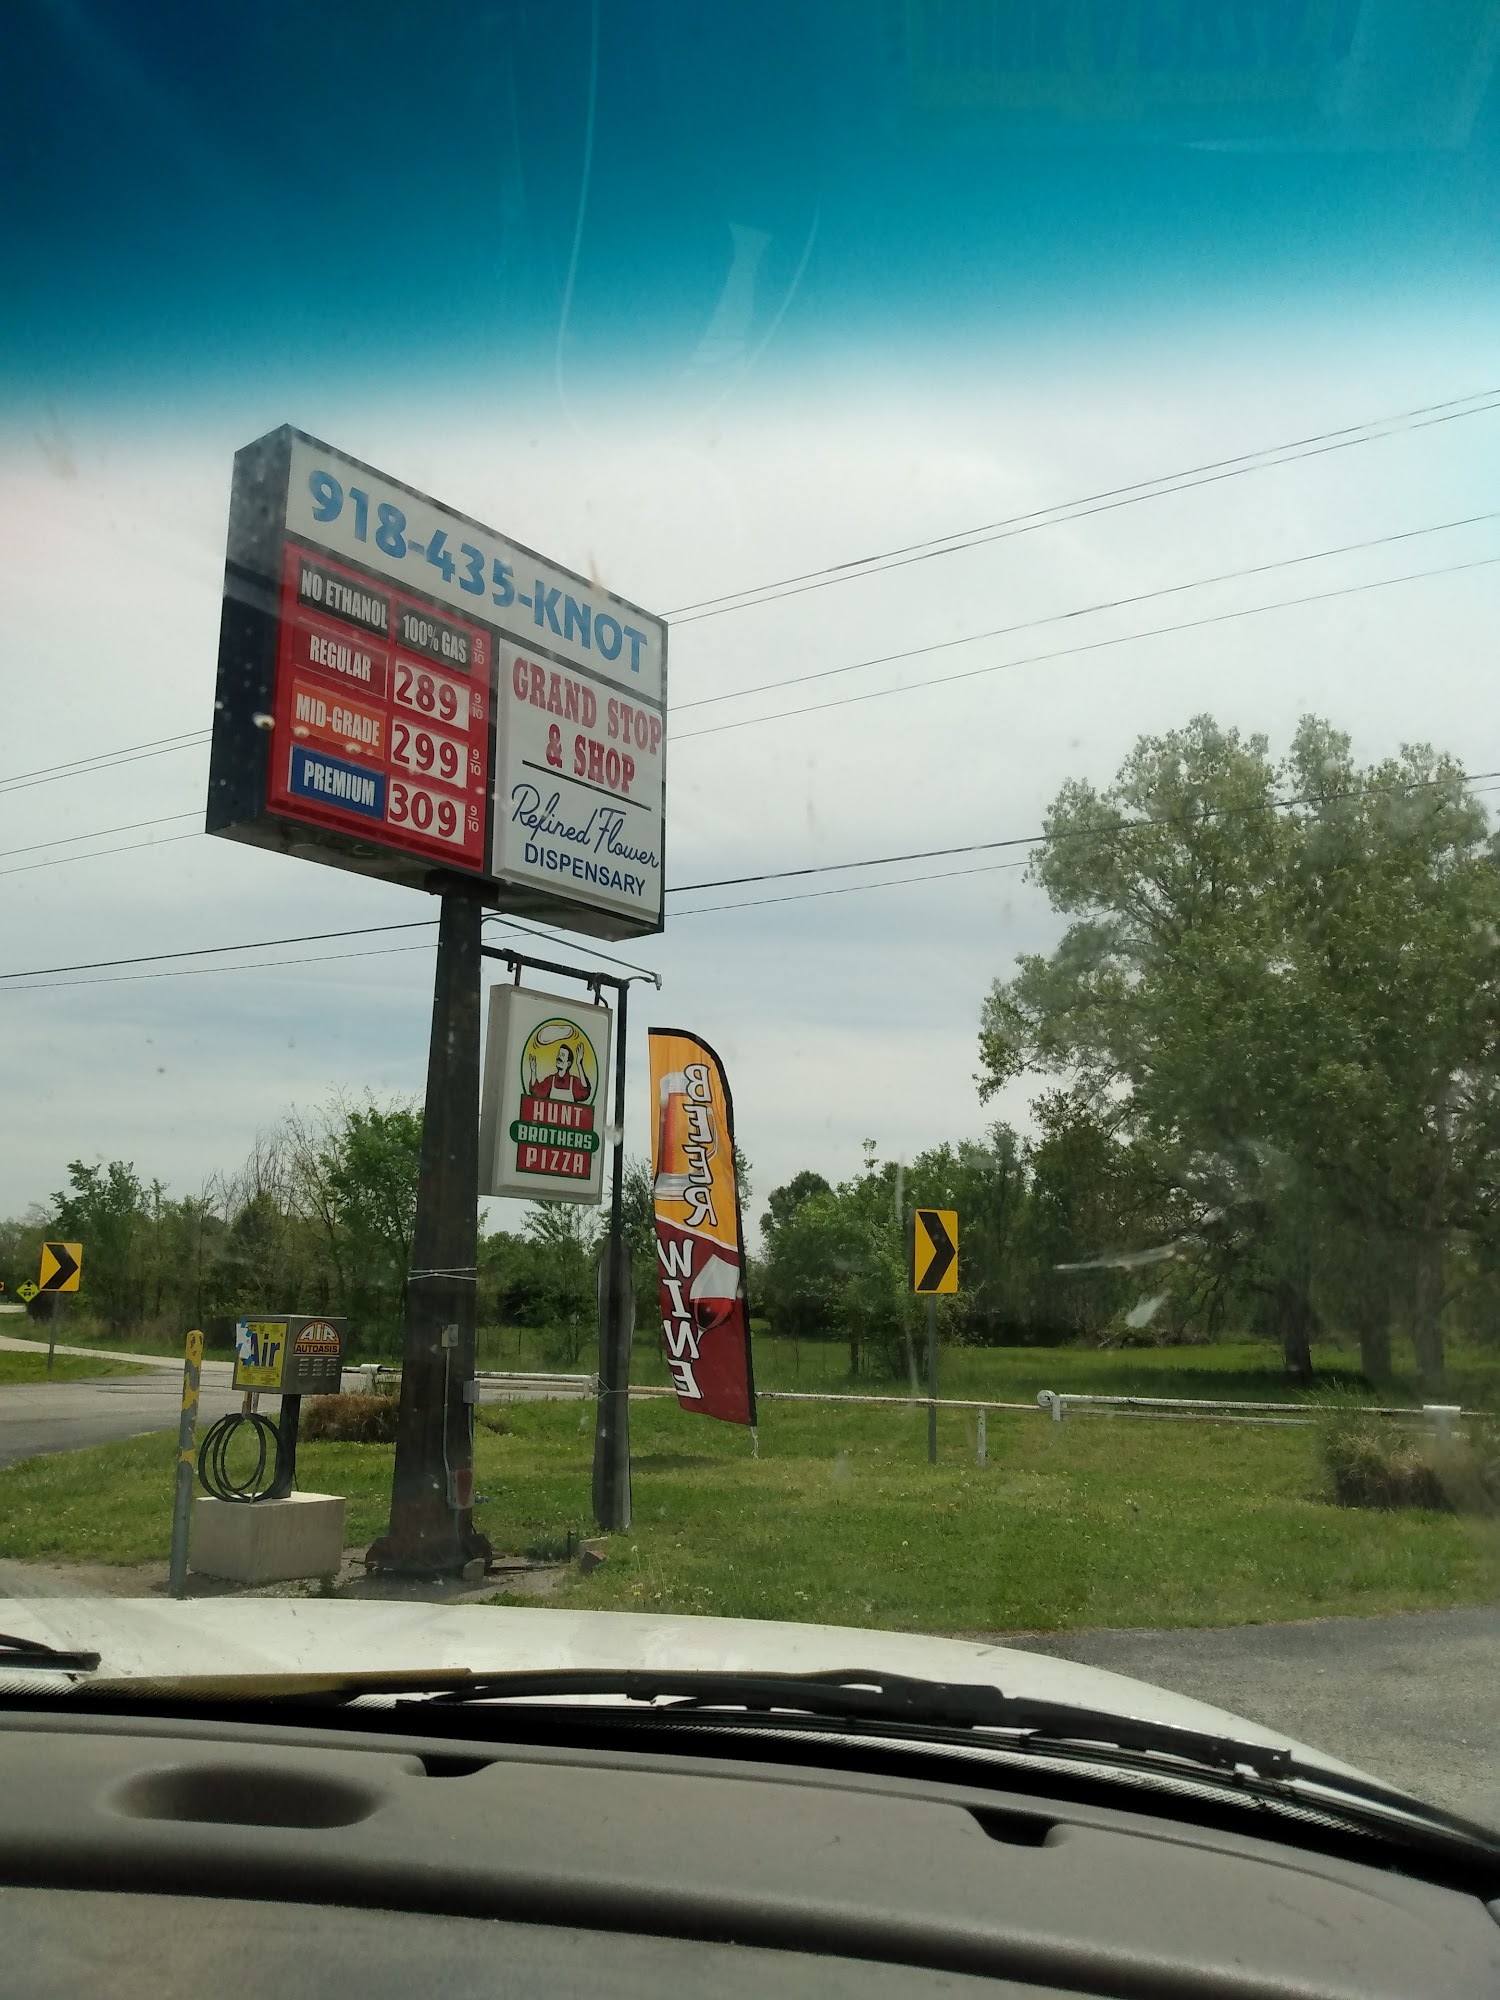 918-435-KNOT
NO ETHANOL 100% GAS 9/10
REGULAR 289 9/10
MID-GRADE 299 9/10
PREMIUM 309 9/10
GRAND STOP
& SHOP
Refined Flower
DISPENSARY
HUNT
BROTHERS
PIZZA
BEER
WINE
Air
AIR
AUTOASIS